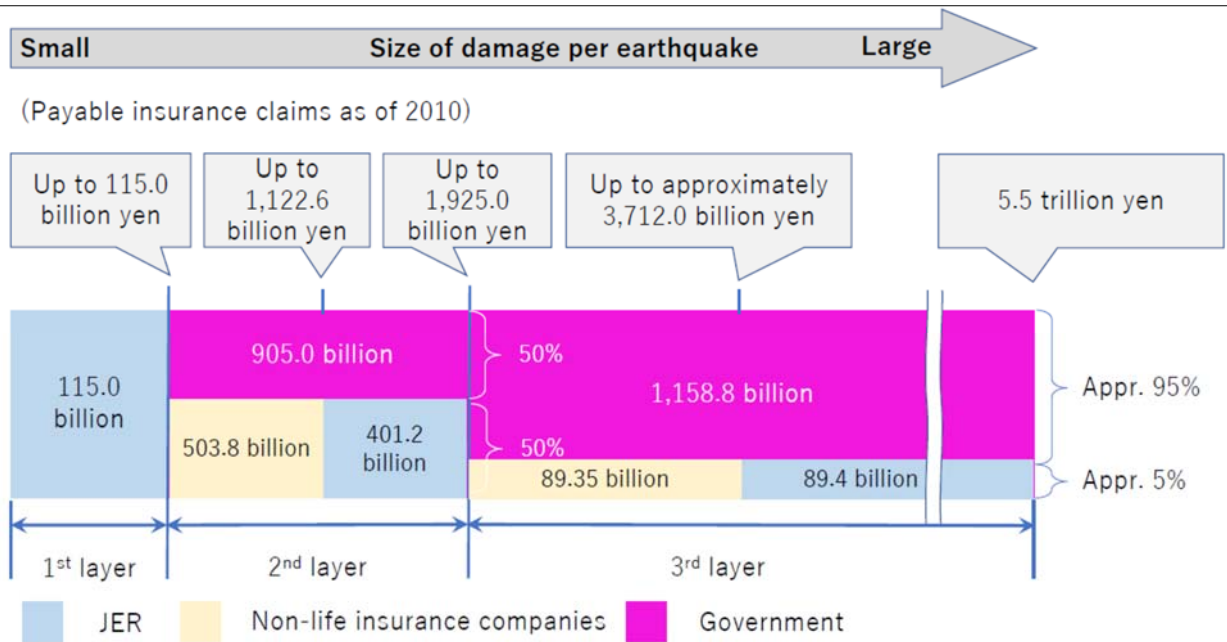 Small Size of damage per earthquake Large
(Payable insurance claims as of 2010)
Up to 115.0
billion yen
Up to
1,122.6
billion yen
Up to
1,925.0
billion yen
Up to approximately
3,712.0 billion yen
5.5 trillion yen
115.0
billion
905.0 billion
50%
503.8 billion
401.2
billion
50%
1,158.8 billion
89.35 billion
89.4 billion
Appr. 95%
Appr. 5%
1st layer
2nd layer
3rd layer
JER
Non-life insurance companies
Government